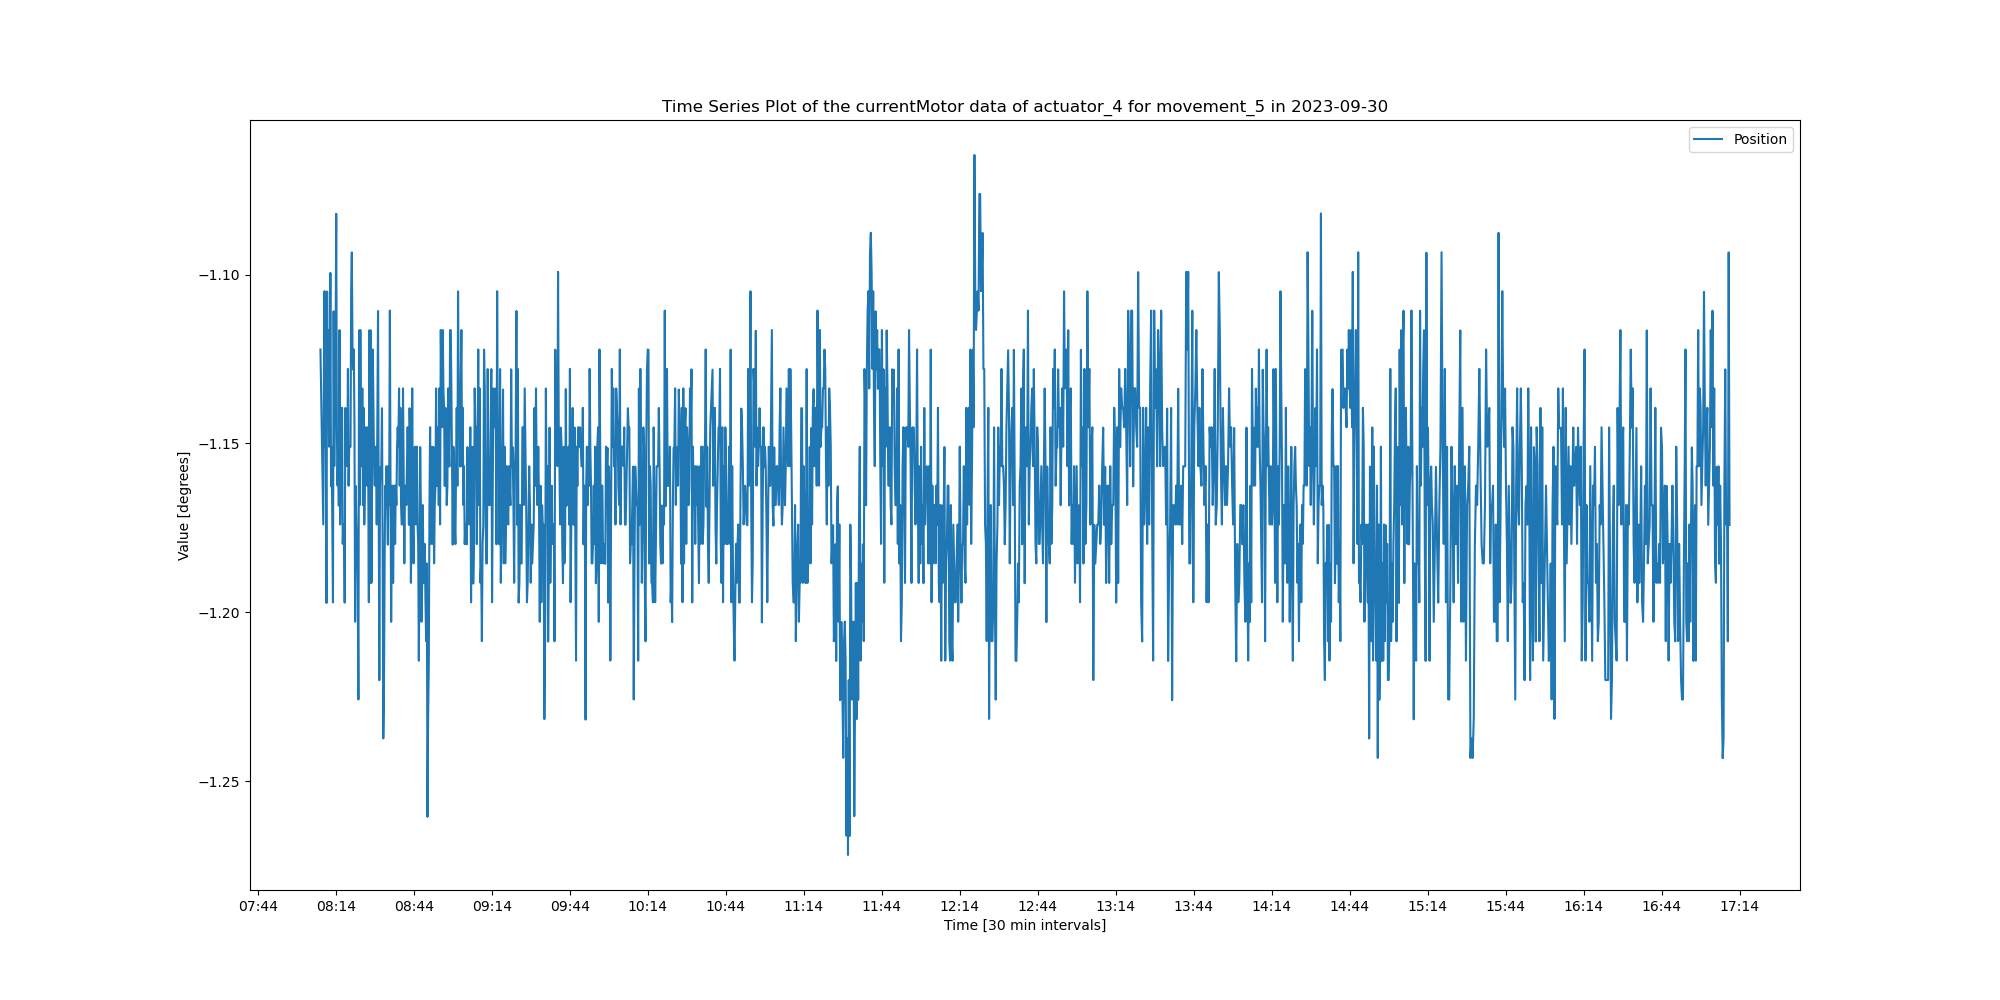 Time Series Plot of the currentMotor data of actuator_4 for movement_5 in 2023-09-30
Position
Value [degrees]
−1.10
−1.15
−1.20
−1.25
07:44 08:14 08:44 09:14 09:44 10:14 10:44 11:14 11:44 12:14 12:44 13:14 13:44 14:14 14:44 15:14 15:44 16:14 16:44 17:14
Time [30 min intervals]